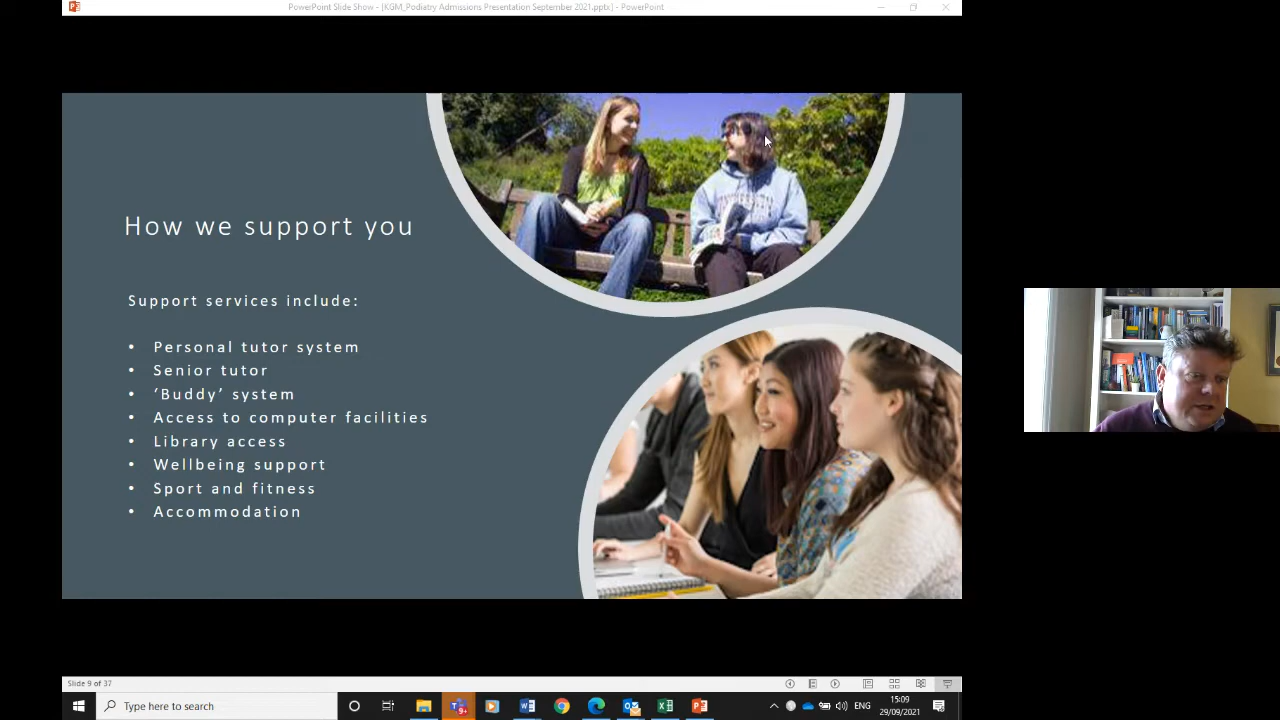 PowerPoint Slide Show - [KGM_Podiatry Admissions Presentation September 2021.pptx] - PowerPoint
How we support you
Support services include:
• Personal tutor system
• Senior tutor
• ‘Buddy’ system
• Access to computer facilities
• Library access
• Wellbeing support
• Sport and fitness
• Accommodation
Slide 9 of 37
Type here to search
9+
ENG
15:09
29/09/2021